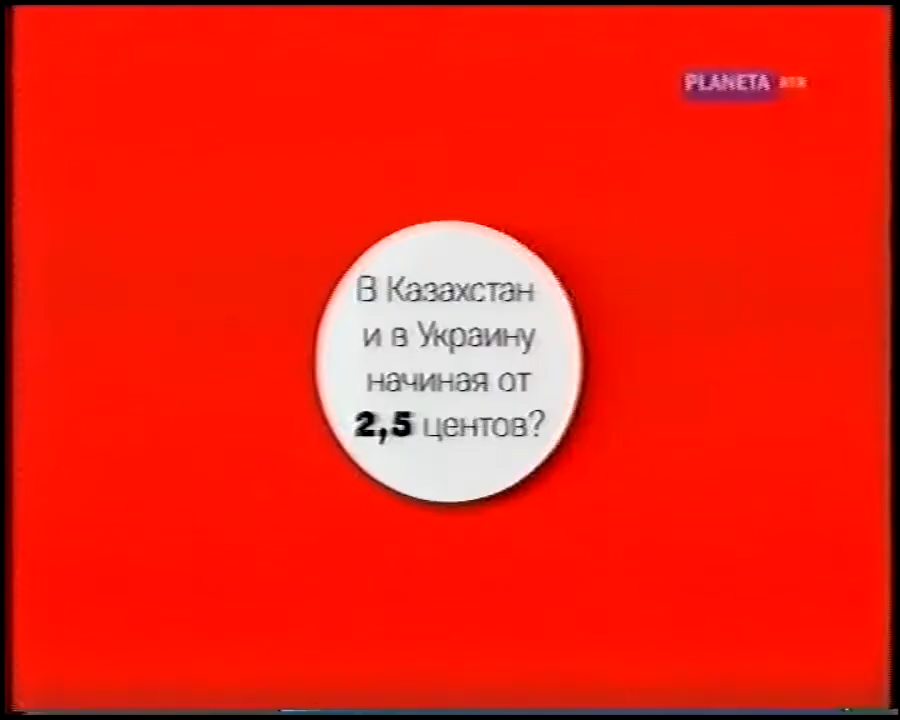 PLANETA RTR
В Казахстан
и в Украину
начиная от
2,5 центов?